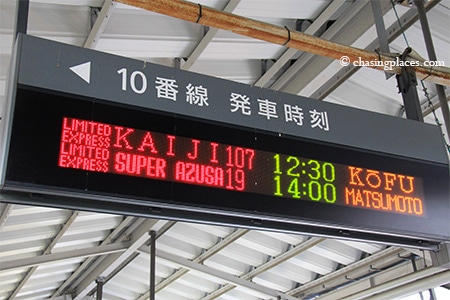 © chasingplaces.com
◀ 10番線 発車時刻
LIMITED EXPRESS KAIJI 107 12:30 KŌFU
LIMITED EXPRESS SUPER AZUSA 19 14:00 MATSUMOTO